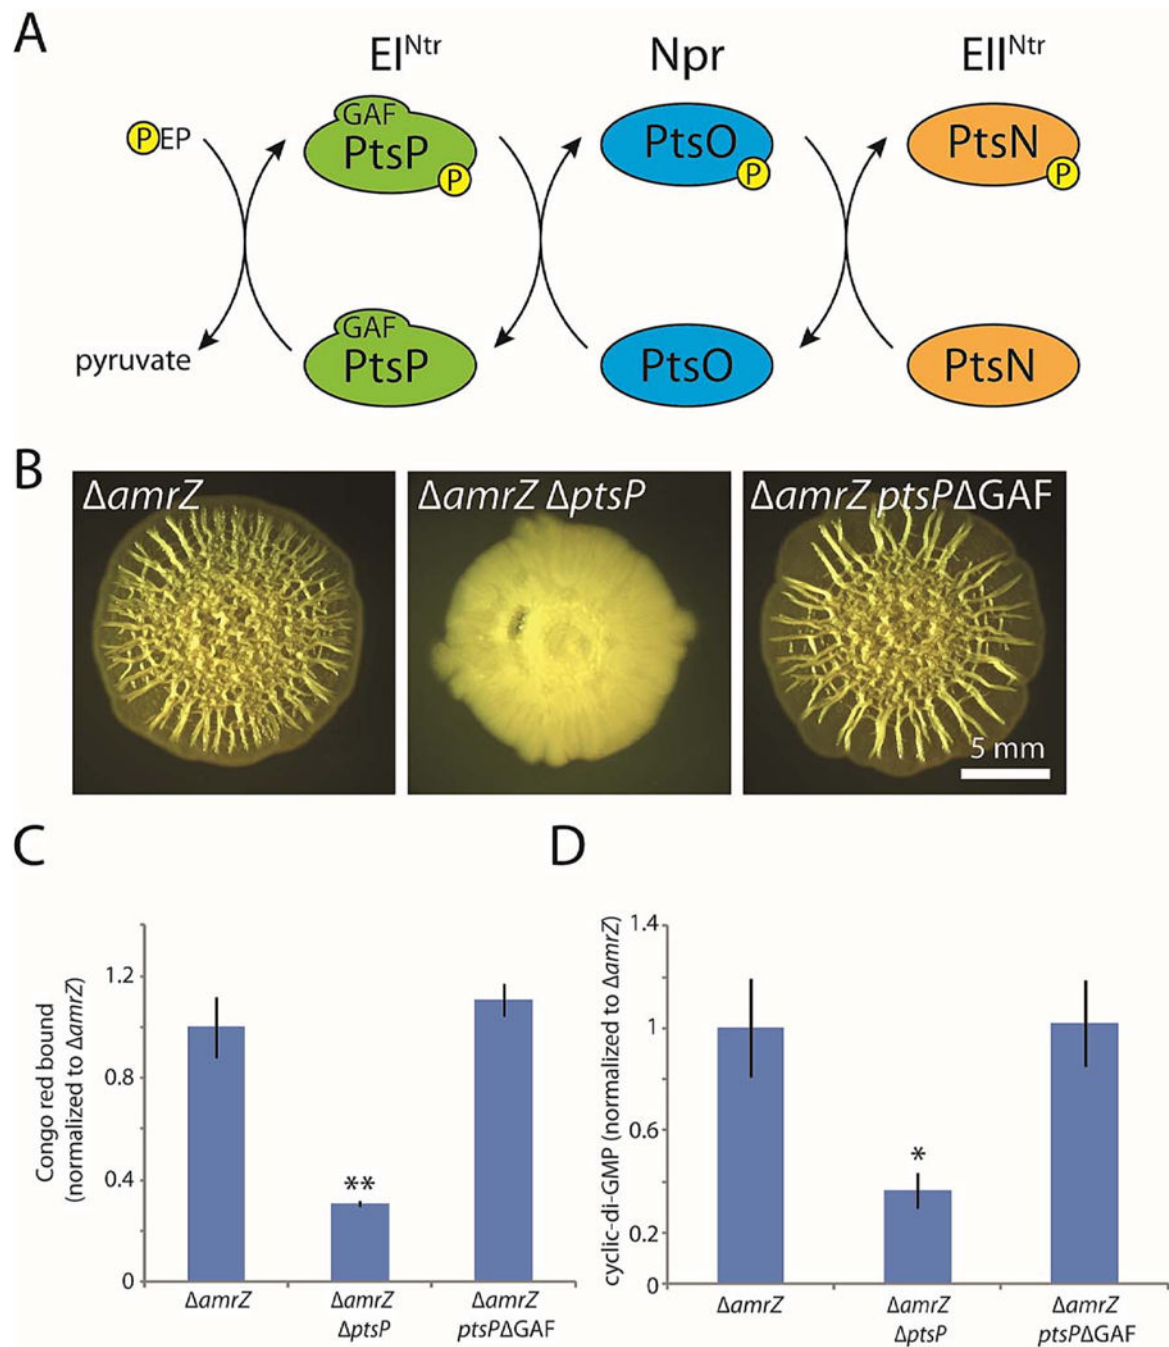 A
EI^Ntr
Npr
EII^Ntr
PEP
GAF
PtsP
P
PtsO
P
PtsN
P
pyruvate
GAF
PtsP
PtsO
PtsN
B
ΔamrZ
ΔamrZ ΔptsP
ΔamrZ ptsPΔGAF
5 mm
C
Congo red bound
(normalized to ΔamrZ)
1.2
0.8
0.4
0
**
ΔamrZ
ΔamrZ
ΔptsP
ΔamrZ
ptsPΔGAF
D
cyclic-di-GMP (normalized to ΔamrZ)
1.4
1
0.6
0.2
0
*
ΔamrZ
ΔamrZ
ΔptsP
ΔamrZ
ptsPΔGAF